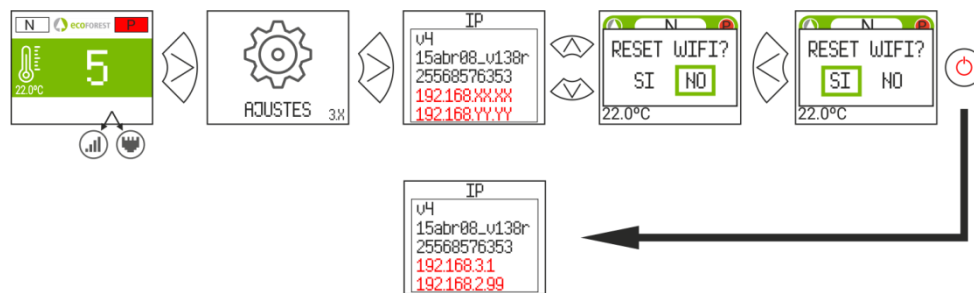 N ecoFOREST P
5
22.0ºC
AJUSTES 3.X
IP
v4
15abr08_v138r
25568576353
192.168.XX.XX
192.168.YY.YY
N
RESET WIFI?
SI NO
22.0ºC
N
RESET WIFI?
SI NO
22.0ºC
IP
v4
15abr08_v138r
25568576353
192.168.3.1
192.168.2.99